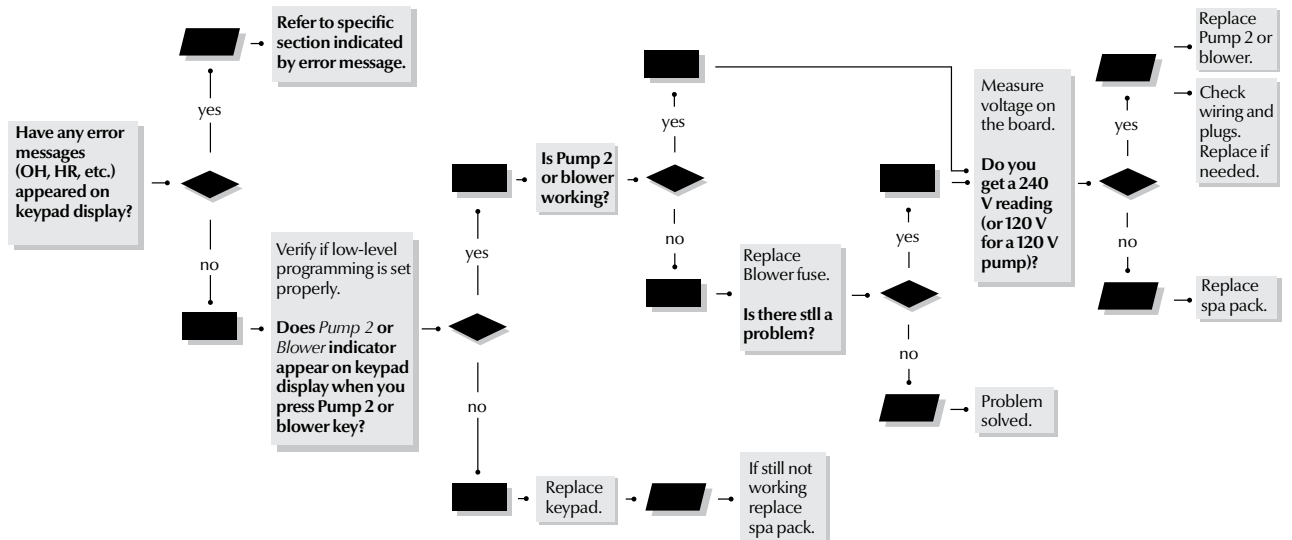 Refer to specific
section indicated
by error message.
yes
Have any error
messages
(OH, HR, etc.)
appeared on
keypad display?
no
Verify if low-level
programming is set
properly.
Does Pump 2 or
Blower indicator
appear on keypad
display when you
press Pump 2 or
blower key?
yes
no
Is Pump 2
or blower
working?
yes
no
Replace
Blower fuse.
Is there stll a
problem?
yes
no
Problem
solved.
Replace
keypad.
If still not
working
replace
spa pack.
Measure
voltage on
the board.
Do you
get a 240
V reading
(or 120 V
for a 120 V
pump)?
yes
no
Replace
Pump 2 or
blower.
Check
wiring and
plugs.
Replace if
needed.
Replace
spa pack.